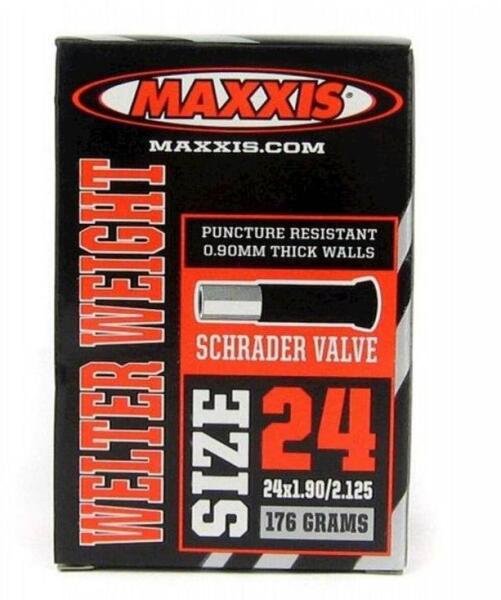 MAXXIS®
MAXXIS.COM
WELTER WEIGHT
PUNCTURE RESISTANT
0.90MM THICK WALLS
SCHRADER VALVE
SIZE
24
24x1.90/2.125
176 GRAMS